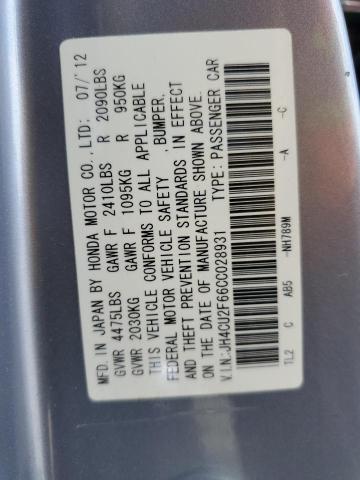 MFD. IN JAPAN BY HONDA MOTOR CO., LTD: 07/'12
GVWR 4475LBS GAWR F 2410LBS R 2090LBS
GVWR 2030KG GAWR F 1095KG R 950KG
THIS VEHICLE CONFORMS TO ALL APPLICABLE
FEDERAL MOTOR VEHICLE SAFETY, BUMPER,
AND THEFT PREVENTION STANDARDS IN EFFECT
ON THE DATE OF MANUFACTURE SHOWN ABOVE.
V.I.N.:JH4CU2F66CC028931 TYPE: PASSENGER CAR
TL2 C AB5 -NH789M -A -C